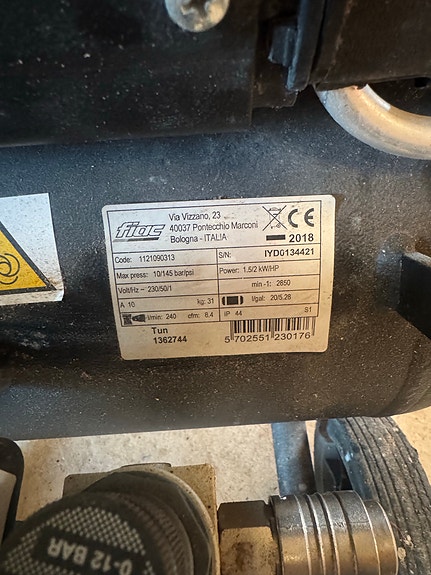 fiac
Via Vizzano, 23
40037 Pontecchio Marconi
Bologna - ITALIA
CE
2018
Code: 1121090313
S/N: IYD0134421
Max press: 10/145 bar/psi
Power: 1.5/2 kW/HP
Volt/Hz ~ 230/50/1
min -1: 2850
A 10
kg: 31
l/gal: 20/5.28
l/min: 240 cfm: 8.4
IP 44
S1
Tun
1362744
5 702551 230176
0-12 BAR